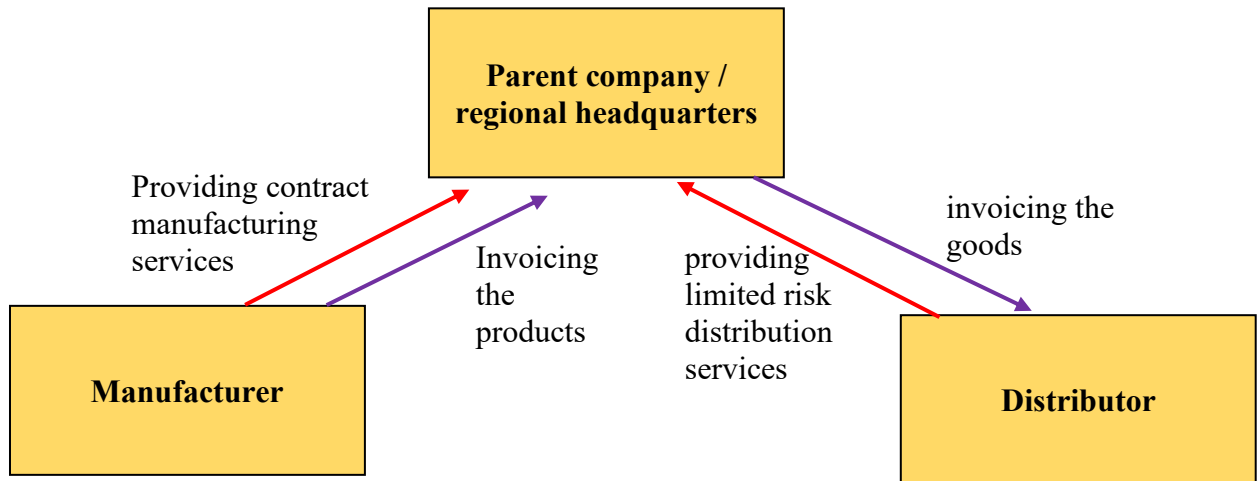 Parent company /
regional headquarters
Providing contract
manufacturing
services
Invoicing
the
products
providing
limited risk
distribution
services
invoicing the
goods
Manufacturer
Distributor